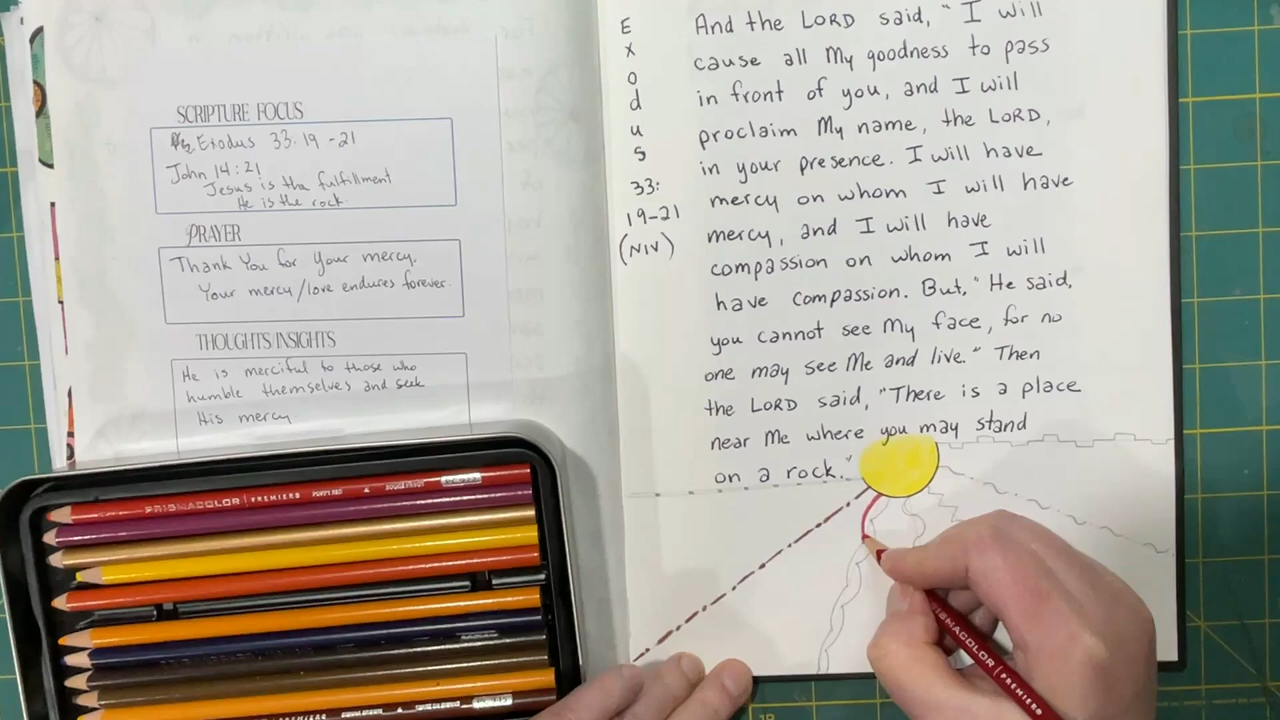 SCRIPTURE FOCUS
Exodus 33:19-21
John 14:21
Jesus is the fulfillment
He is the rock.
PRAYER
Thank You for Your mercy.
Your mercy/love endures forever.
THOUGHTS/INSIGHTS
He is merciful to those who
humble themselves and seek
His mercy
E
x
o
d
u
s
33:
19-21
(NIV)
And the LORD said, "I will
cause all My goodness to pass
in front of you, and I will
proclaim My name, the LORD,
in your presence. I will have
mercy on whom I will have
mercy, and I will have
compassion on whom I will
have compassion. But," He said,
you cannot see My face, for no
one may see Me and live." Then
the LORD said, "There is a place
near Me where you may stand
on a rock."
PRISMACOLOR | PREMIER
PRISMACOLOR | PREMIER